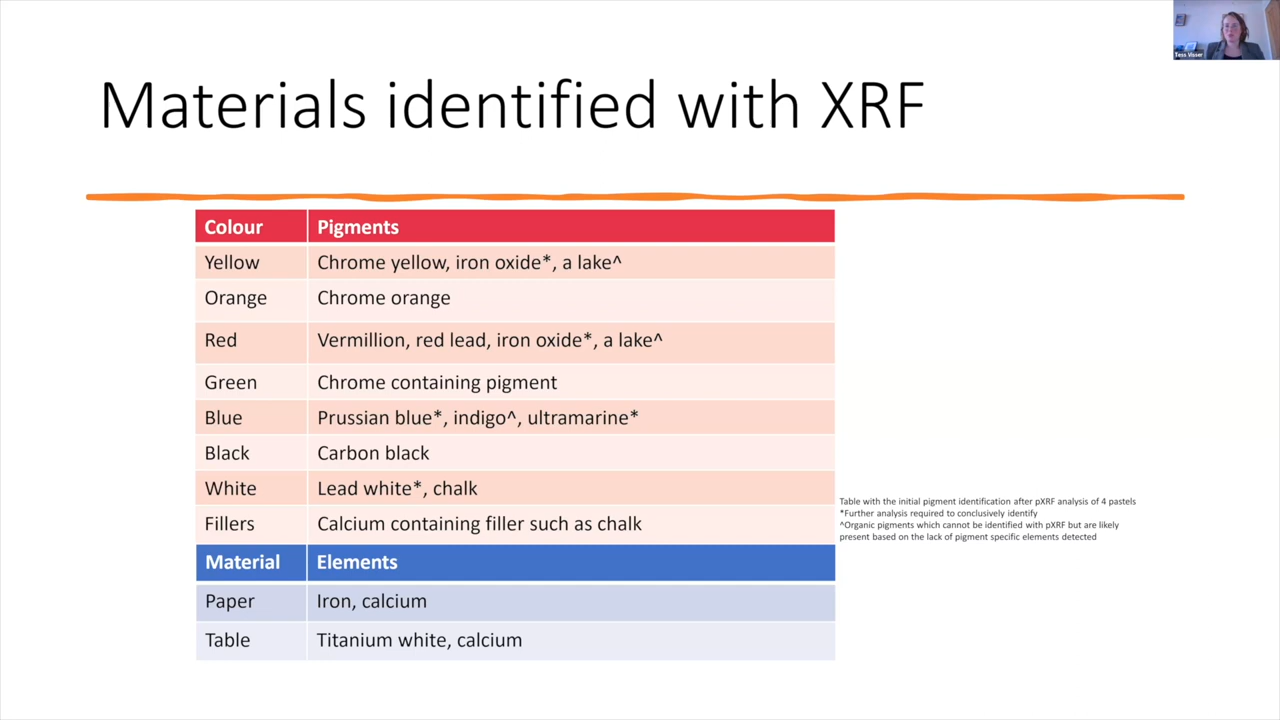 Tess Visser
Materials identified with XRF
Colour Pigments
Yellow Chrome yellow, iron oxide*, a lake^
Orange Chrome orange
Red Vermillion, red lead, iron oxide*, a lake^
Green Chrome containing pigment
Blue Prussian blue*, indigo^, ultramarine*
Black Carbon black
White Lead white*, chalk
Fillers Calcium containing filler such as chalk
Material Elements
Paper Iron, calcium
Table Titanium white, calcium
Table with the initial pigment identification after pXRF analysis of 4 pastels
*Further analysis required to conclusively identify
^Organic pigments which cannot be identified with pXRF but are likely
present based on the lack of pigment specific elements detected